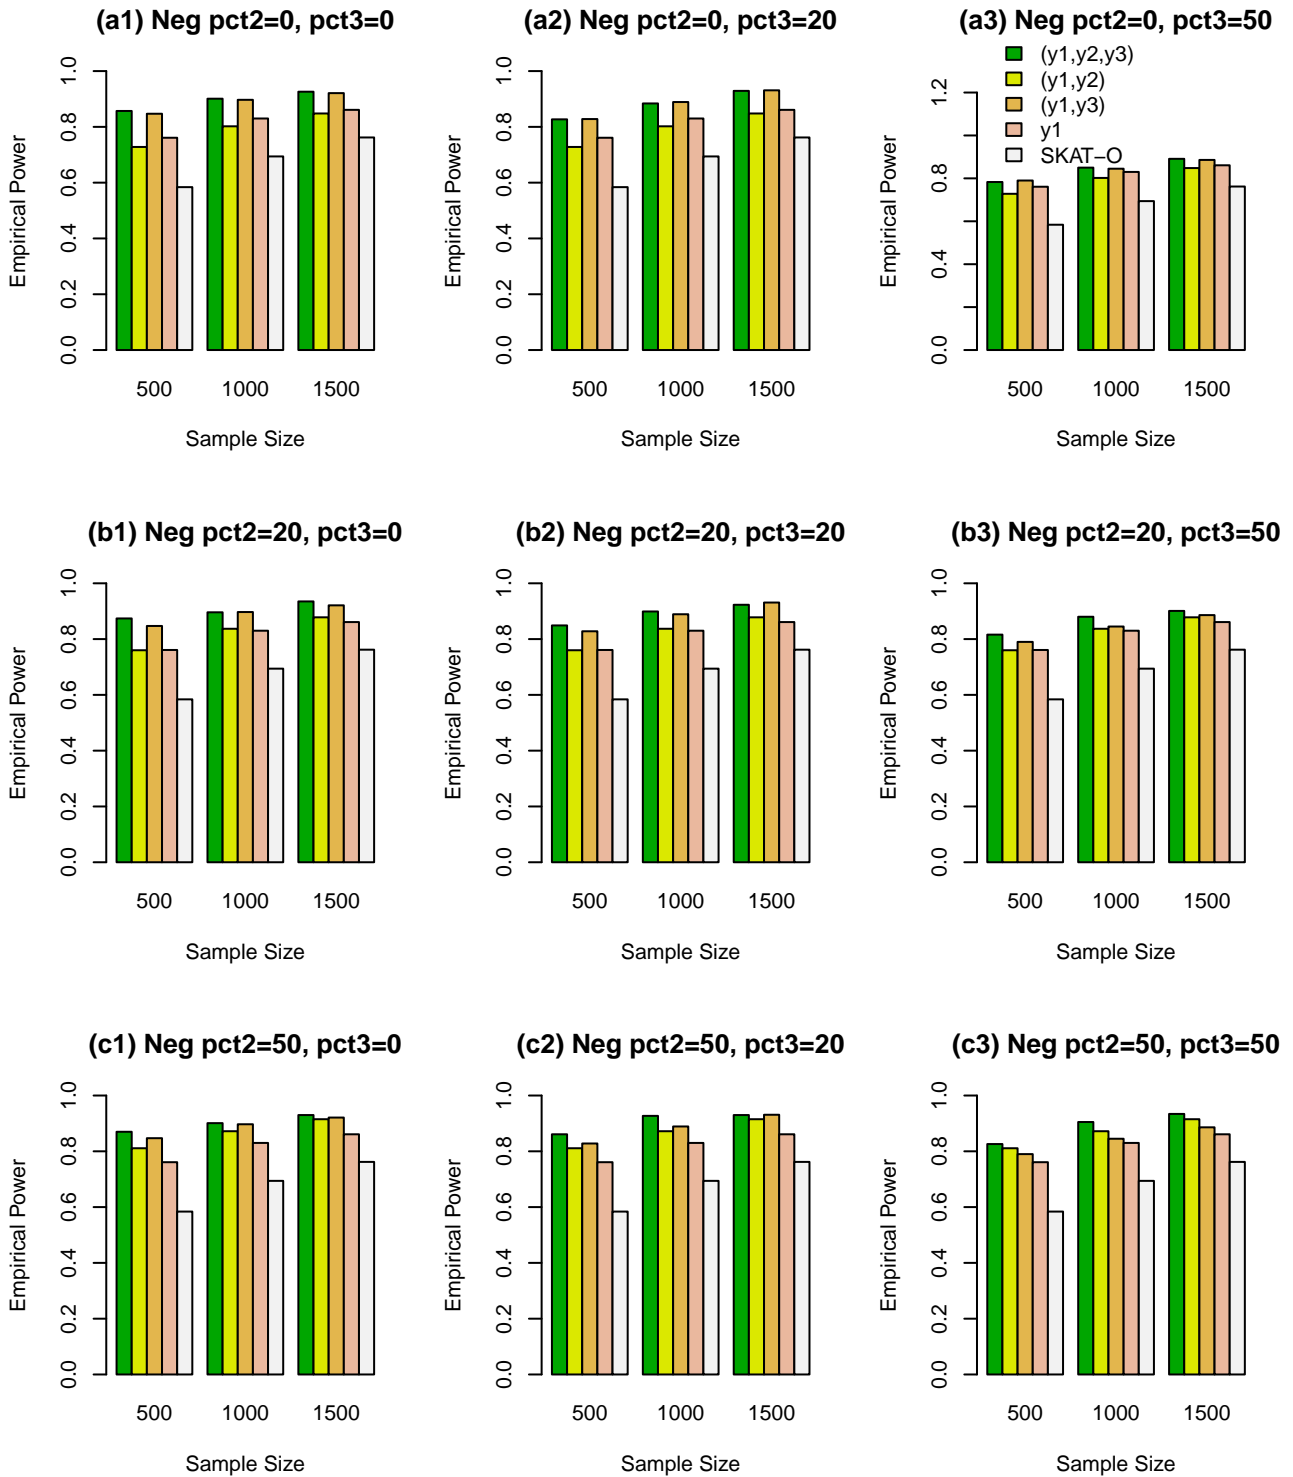 (a1) Neg pct2=0, pct3=0
Empirical Power
0.0 0.2 0.4 0.6 0.8 1.0
500 1000 1500
Sample Size
(a2) Neg pct2=0, pct3=20
Empirical Power
0.0 0.2 0.4 0.6 0.8 1.0
500 1000 1500
Sample Size
(a3) Neg pct2=0, pct3=50
(y1,y2,y3)
(y1,y2)
(y1,y3)
y1
SKAT−O
Empirical Power
0.0 0.4 0.8 1.2
500 1000 1500
Sample Size
(b1) Neg pct2=20, pct3=0
Empirical Power
0.0 0.2 0.4 0.6 0.8 1.0
500 1000 1500
Sample Size
(b2) Neg pct2=20, pct3=20
Empirical Power
0.0 0.2 0.4 0.6 0.8 1.0
500 1000 1500
Sample Size
(b3) Neg pct2=20, pct3=50
Empirical Power
0.0 0.2 0.4 0.6 0.8 1.0
500 1000 1500
Sample Size
(c1) Neg pct2=50, pct3=0
Empirical Power
0.0 0.2 0.4 0.6 0.8 1.0
500 1000 1500
Sample Size
(c2) Neg pct2=50, pct3=20
Empirical Power
0.0 0.2 0.4 0.6 0.8 1.0
500 1000 1500
Sample Size
(c3) Neg pct2=50, pct3=50
Empirical Power
0.0 0.2 0.4 0.6 0.8 1.0
500 1000 1500
Sample Size